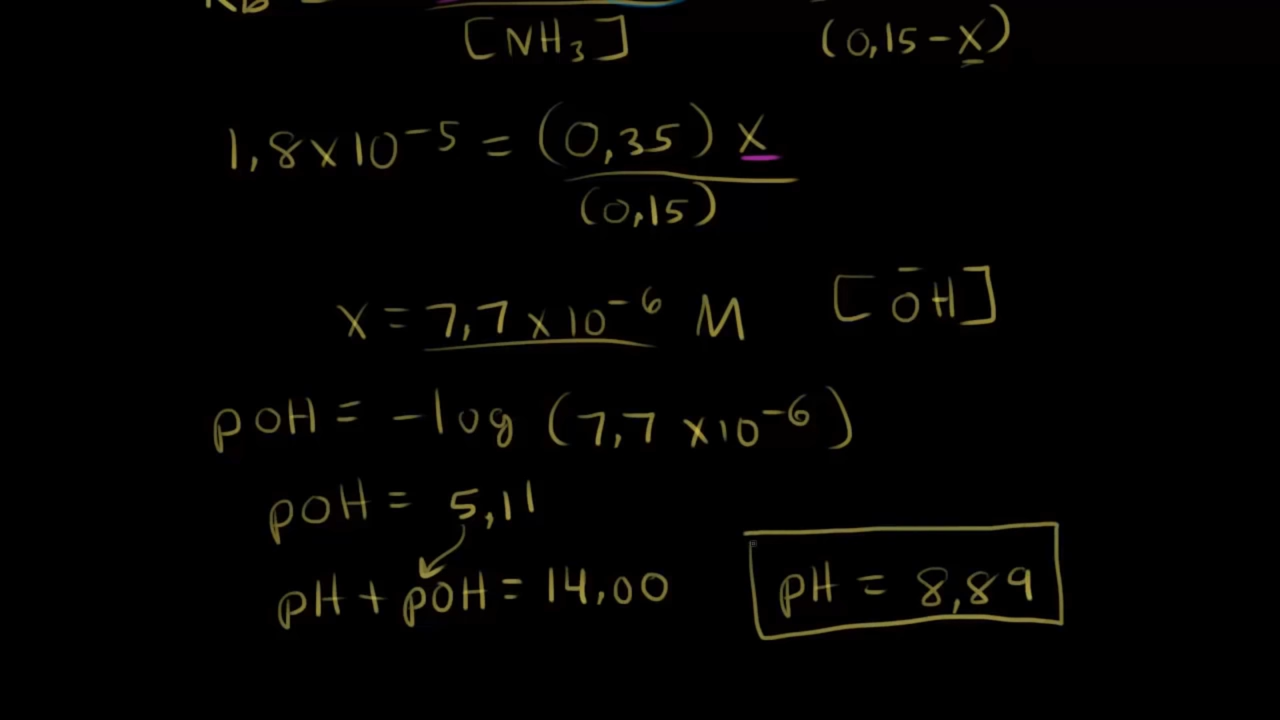 KB
[NH₃] (0,15 - x)
1,8 x 10⁻⁵ = (0,35) x
(0,15)
x = 7,7 x 10⁻⁶ M [⁻OH]
pOH = -log (7,7 x 10⁻⁶)
pOH = 5,11
pH + pOH = 14,00 pH = 8,89